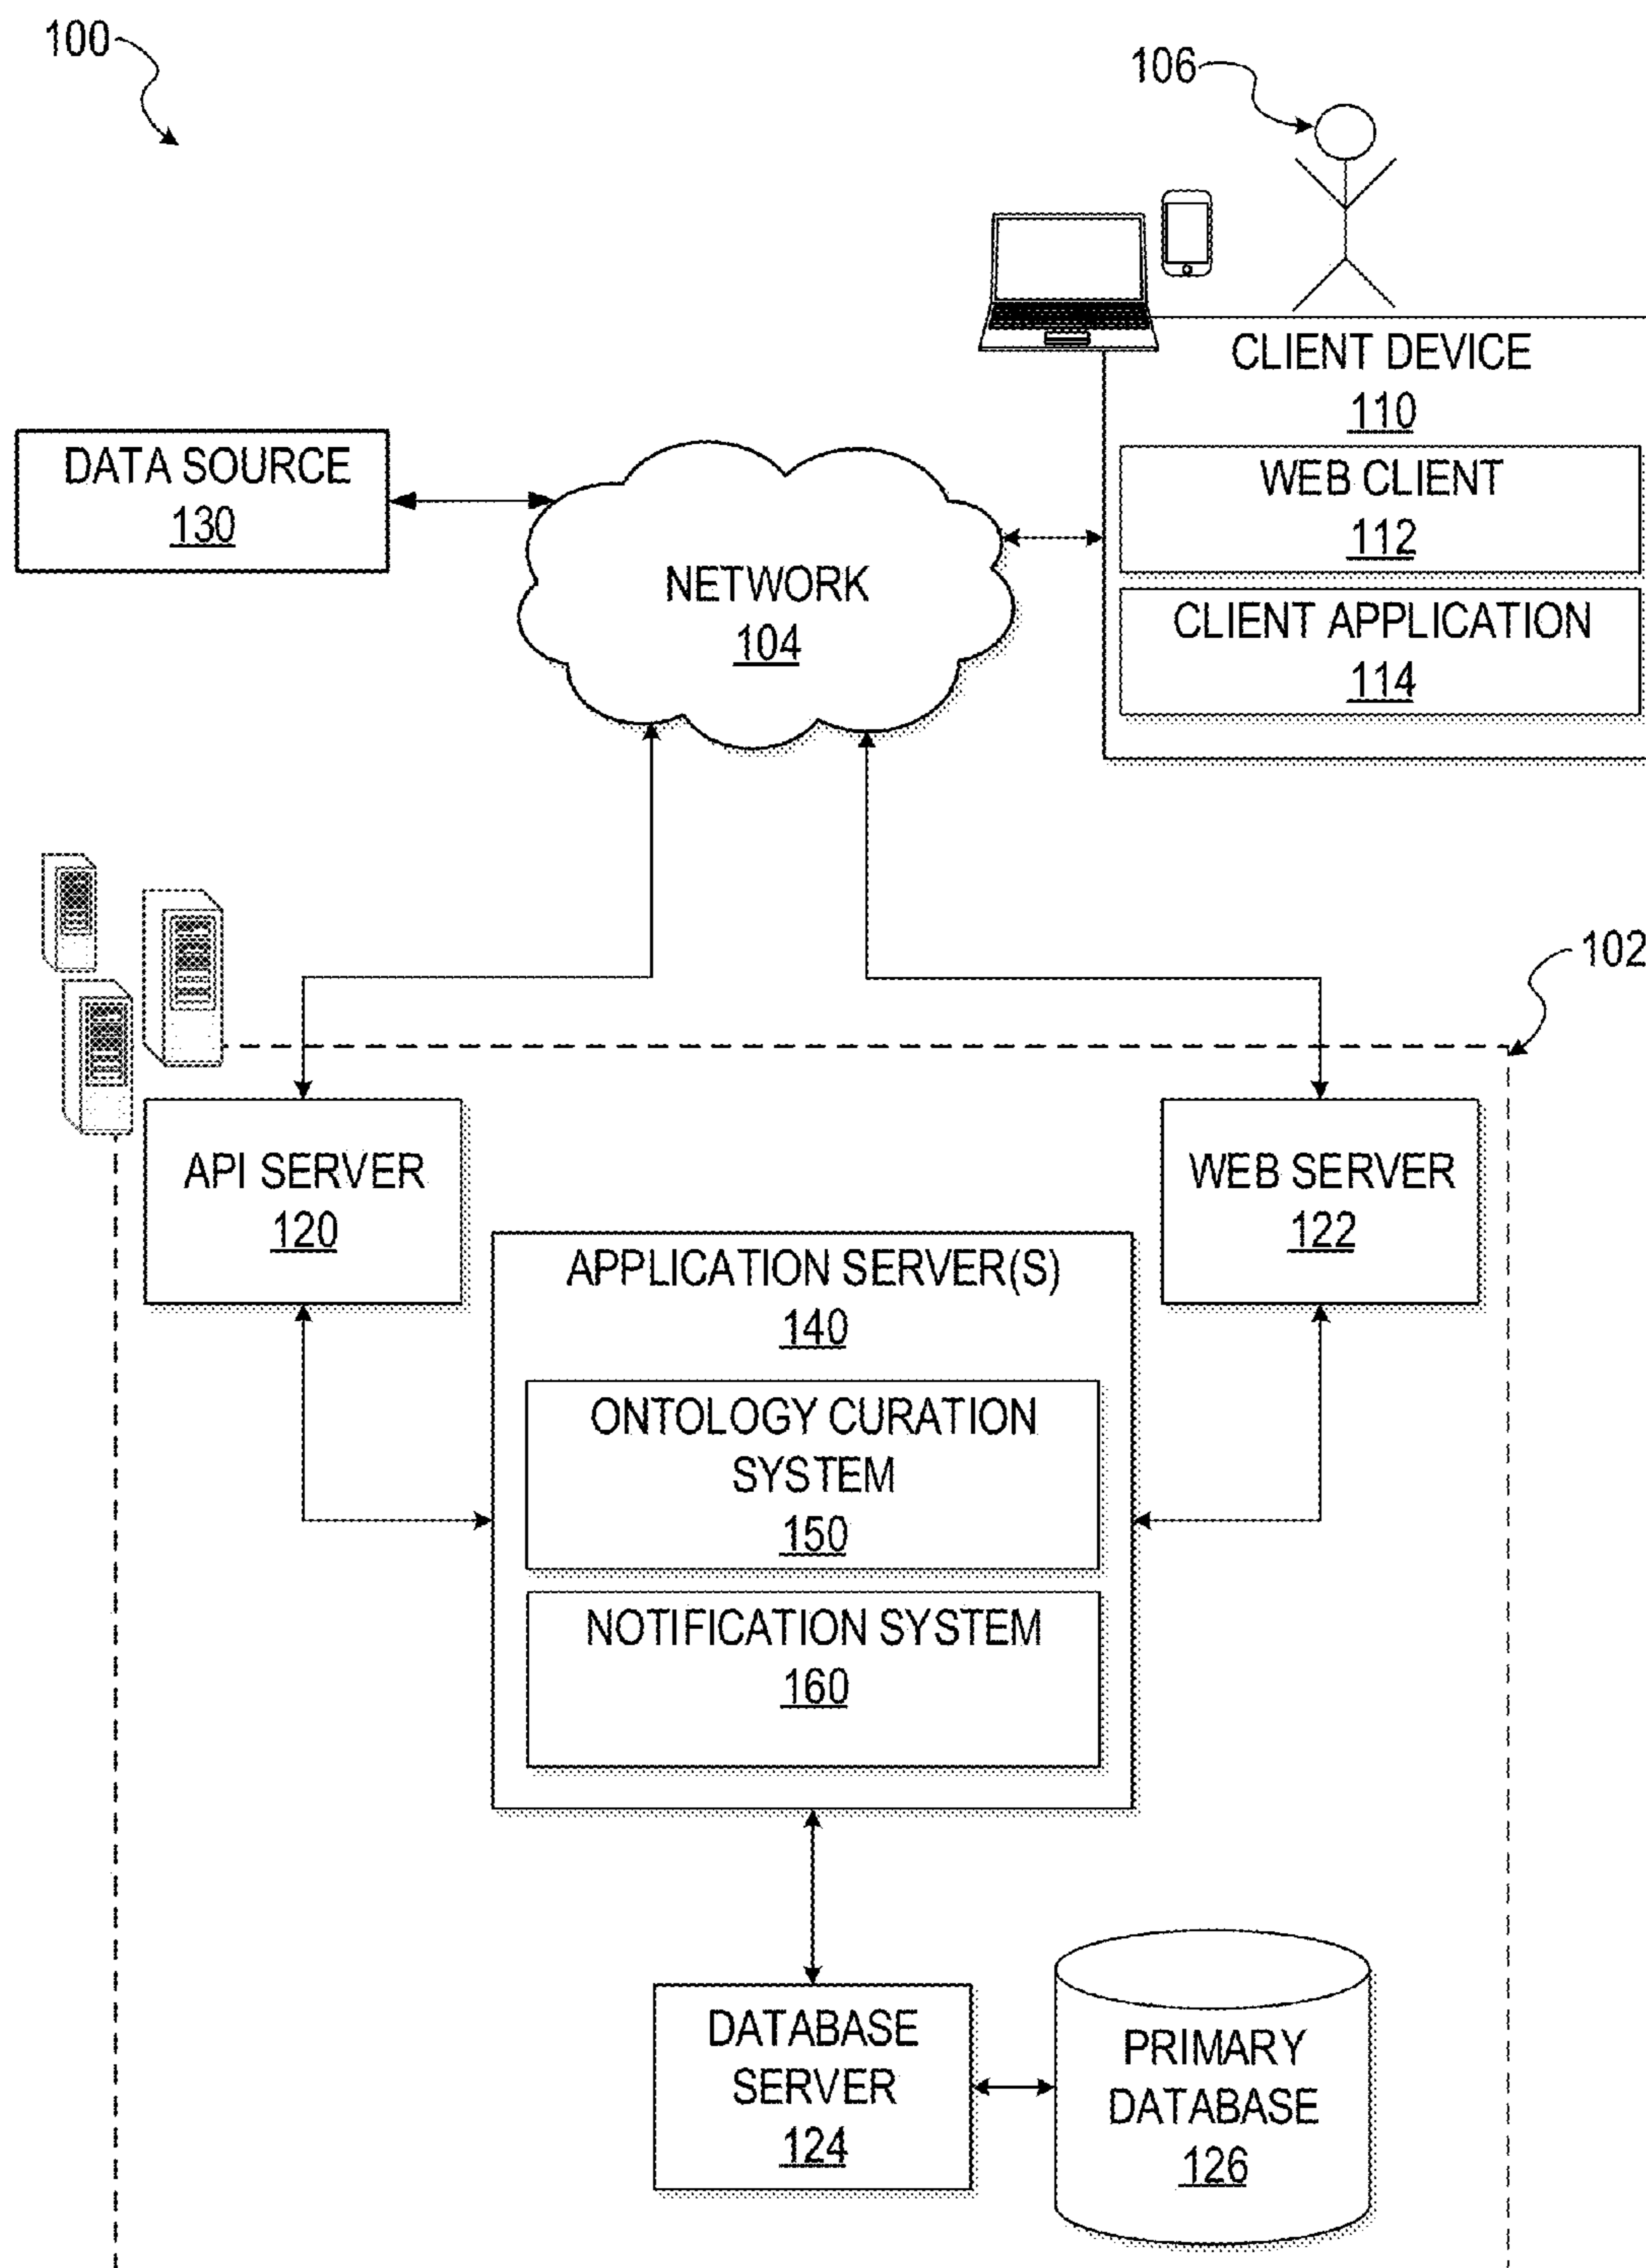 100
106
CLIENT DEVICE
110
DATA SOURCE
130
WEB CLIENT
112
NETWORK
104
CLIENT APPLICATION
114
102
API SERVER
120
WEB SERVER
122
APPLICATION SERVER(S)
140
ONTOLOGY CURATION
SYSTEM
150
NOTIFICATION SYSTEM
160
DATABASE
SERVER
124
PRIMARY
DATABASE
126